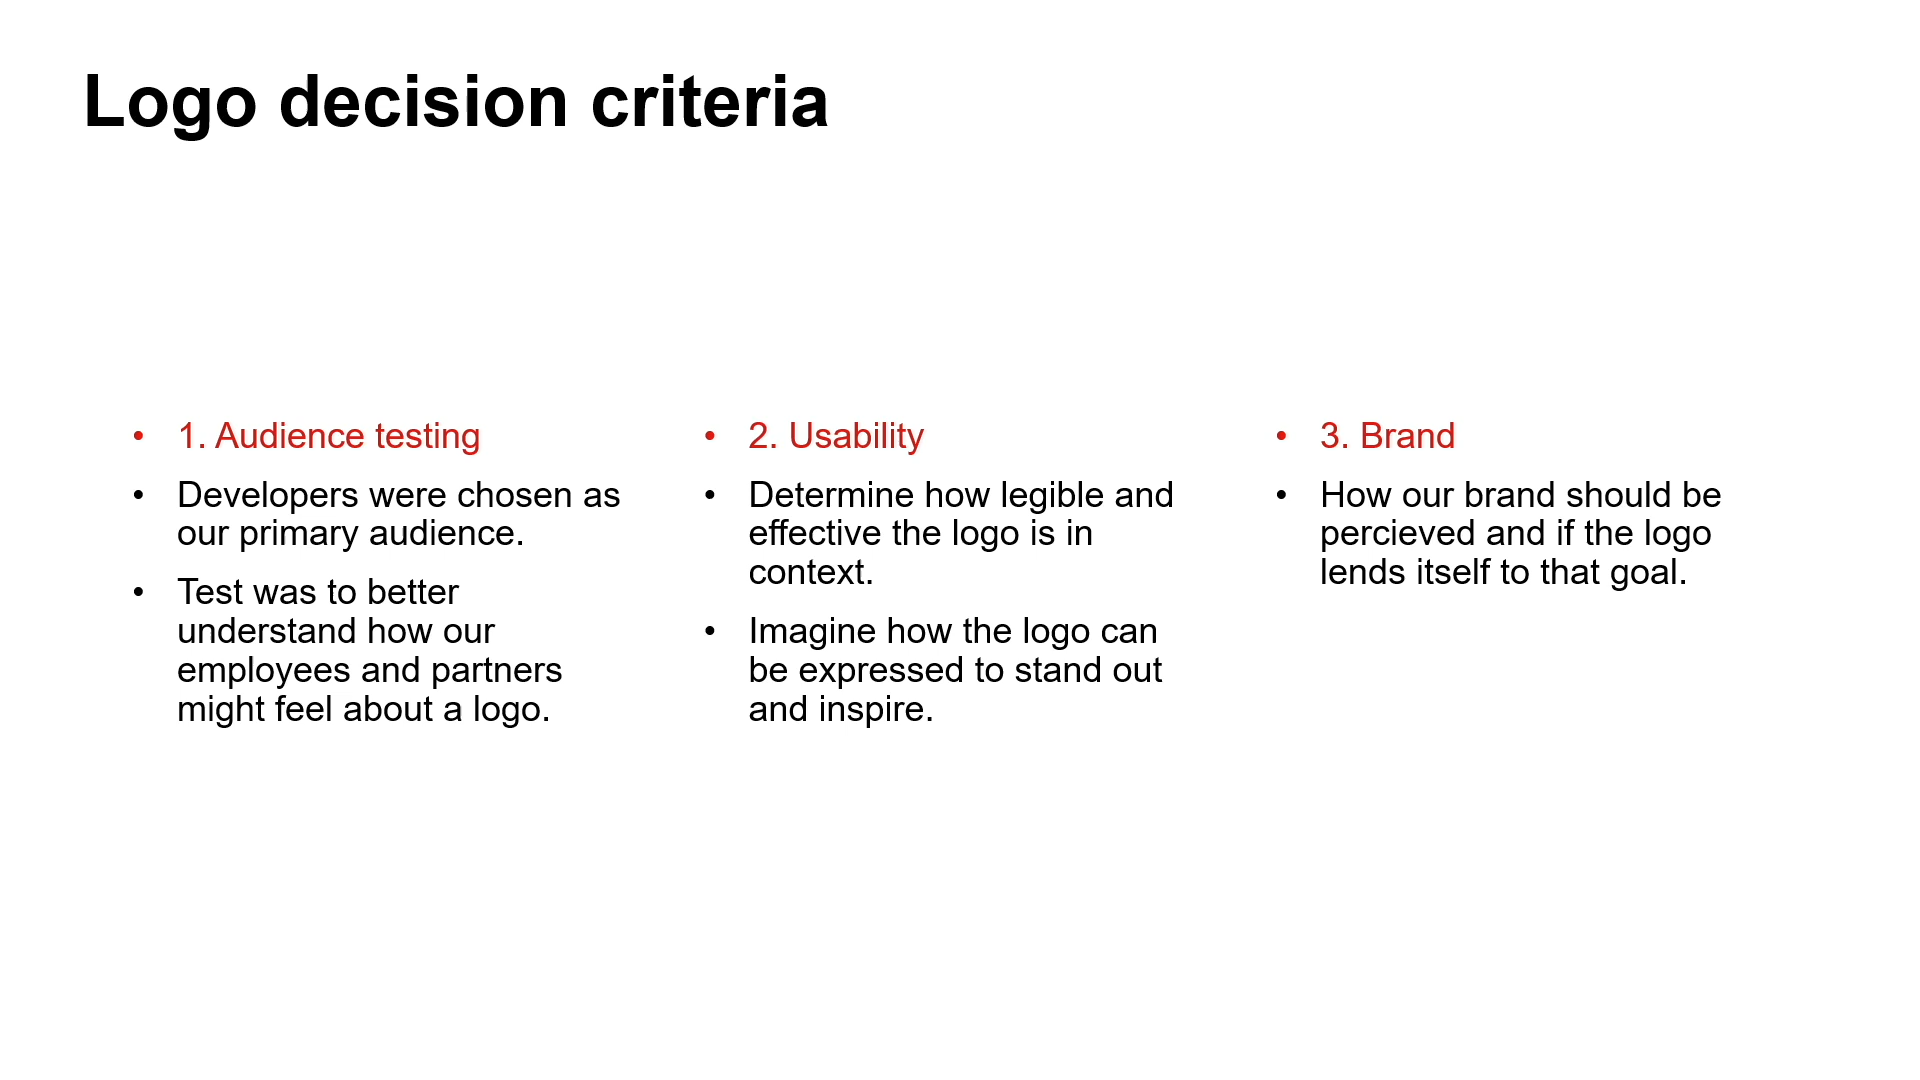 Logo decision criteria
• 1. Audience testing
• Developers were chosen as
our primary audience.
• Test was to better
understand how our
employees and partners
might feel about a logo.
• 2. Usability
• Determine how legible and
effective the logo is in
context.
• Imagine how the logo can
be expressed to stand out
and inspire.
• 3. Brand
• How our brand should be
percieved and if the logo
lends itself to that goal.